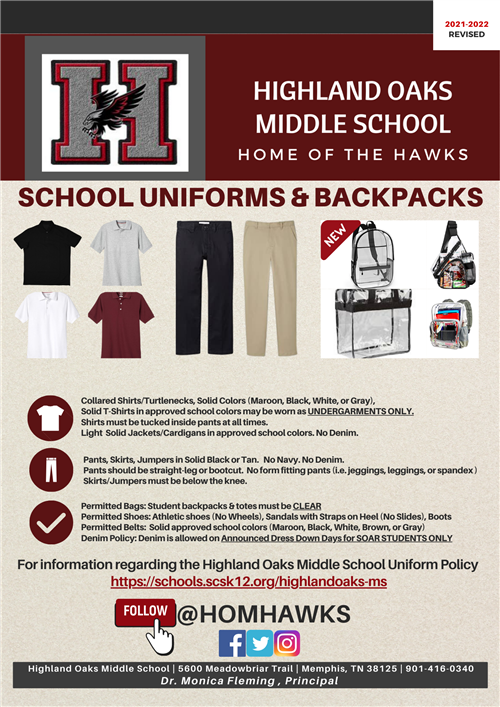 2021-2022
REVISED
H
HIGHLAND OAKS
MIDDLE SCHOOL
HOME OF THE HAWKS
SCHOOL UNIFORMS & BACKPACKS
NEW
Collared Shirts/Turtlenecks, Solid Colors (Maroon, Black, White, or Gray),
Solid T-Shirts in approved school colors may be worn as UNDERGARMENTS ONLY.
Shirts must be tucked inside pants at all times.
Light Solid Jackets/Cardigans in approved school colors. No Denim.
Pants, Skirts, Jumpers in Solid Black or Tan. No Navy. No Denim.
Pants should be straight-leg or bootcut. No form fitting pants (i.e. jeggings, leggings, or spandex)
Skirts/Jumpers must be below the knee.
Permitted Bags: Student backpacks & totes must be CLEAR
Permitted Shoes: Athletic shoes (No Wheels), Sandals with Straps on Heel (No Slides), Boots
Permitted Belts: Solid approved school colors (Maroon, Black, White, Brown, or Gray)
Denim Policy: Denim is allowed on Announced Dress Down Days for SOAR STUDENTS ONLY
For information regarding the Highland Oaks Middle School Uniform Policy
https://schools.scsk12.org/highlandoaks-ms
FOLLOW @HOMHAWKS
Highland Oaks Middle School | 5600 Meadowbriar Trail | Memphis, TN 38125 | 901-416-0340
Dr. Monica Fleming , Principal